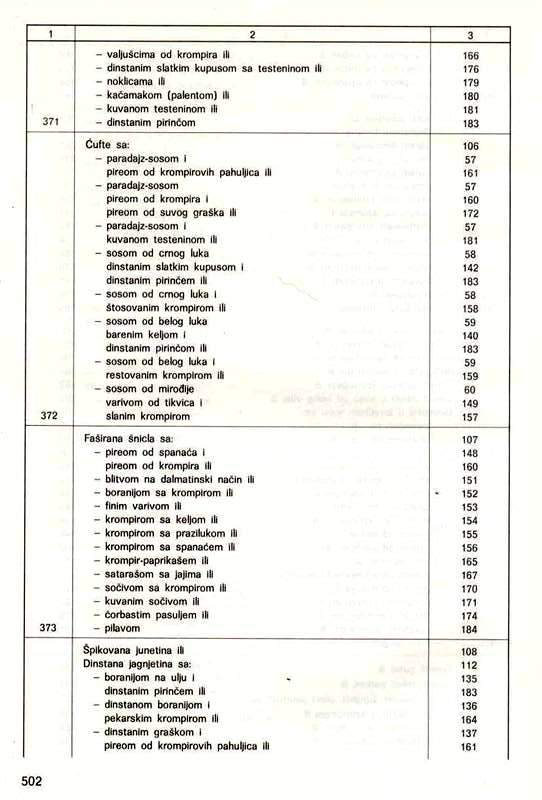 1 2 3
– valjušcima od krompira ili 166
– dinstanim slatkim kupusom sa testeninom ili 176
– noklicama ili 179
– kačamakom (palentom) ili 180
– kuvanom testeninom ili 181
371 – dinstanim pirinčom 183
Ćufte sa: 106
– paradajz-sosom i 57
pireom od krompirovih pahuljica ili 161
– paradajz-sosom 57
pireom od krompira i 160
pireom od suvog graška ili 172
– paradajz-sosom i 57
kuvanom testeninom ili 181
– sosom od crnog luka 58
dinstanim slatkim kupusom i 142
dinstanim pirinčem ili 183
– sosom od crnog luka i 58
štosovanim krompirom ili 158
– sosom od belog luka 59
barenim keljom i 140
dinstanim pirinčom ili 183
– sosom od belog luka i 59
restovanim krompirom ili 159
– sosom od mirođije 60
varivom od tikvica i 149
372 slanim krompirom 157
Faširana šnicla sa: 107
– pireom od spanaća i 148
pireom od krompira ili 160
– blitvom na dalmatinski način ili 151
– boranijom sa krompirom ili 152
– finim varivom ili 153
– krompirom sa keljom ili 154
– krompirom sa prazilukom ili 155
– krompirom sa spanaćem ili 156
– krompir-paprikašem ili 165
– satarašom sa jajima ili 167
– sočivom sa krompirom ili 170
– kuvanim sočivom ili 171
– čorbastim pasuljem ili 174
373 – pilavom 184
Špikovana junetina ili 108
Dinstana jagnjetina sa: 112
– boranijom na ulju i 135
dinstanim pirinčem ili 183
– dinstanom boranijom i 136
pekarskim krompirom ili 164
– dinstanim graškom i 137
pireom od krompirovih pahuljica ili 161
502